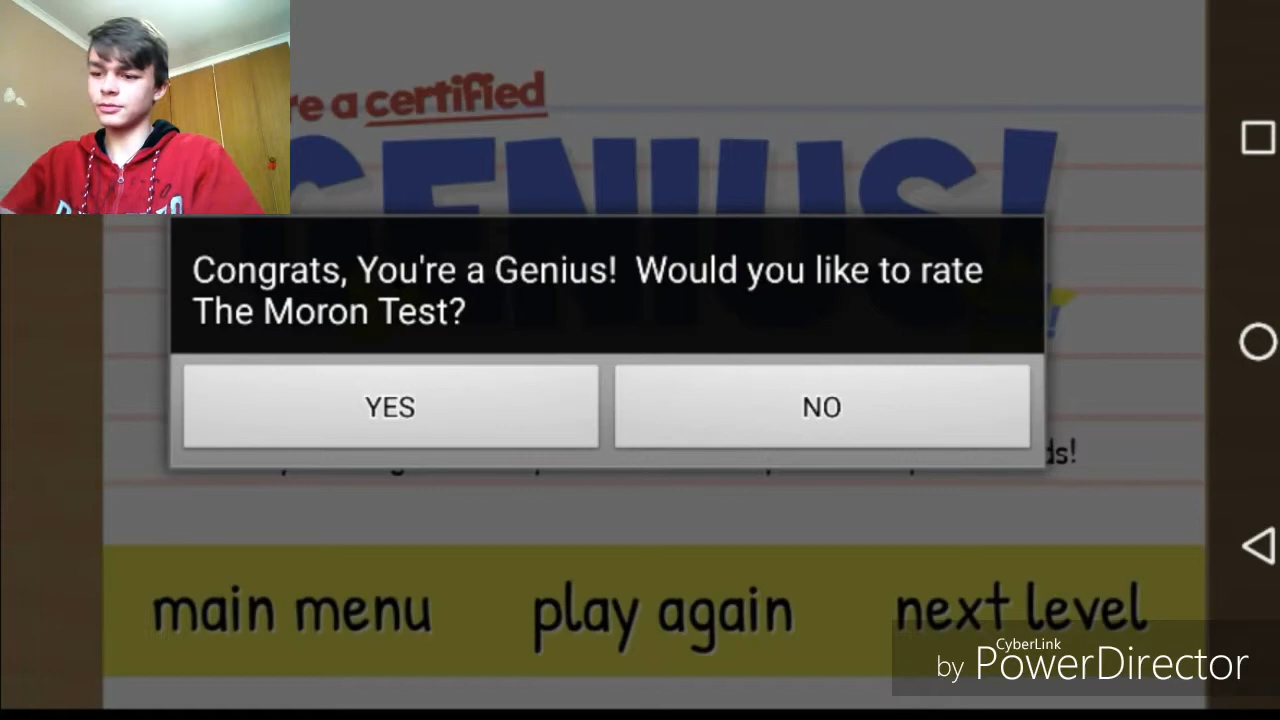 re a certified
GENIUS!
Congrats, You're a Genius!  Would you like to rate
The Moron Test?
YES
NO
ds!
main menu
play again
next level
CyberLink
by PowerDirector